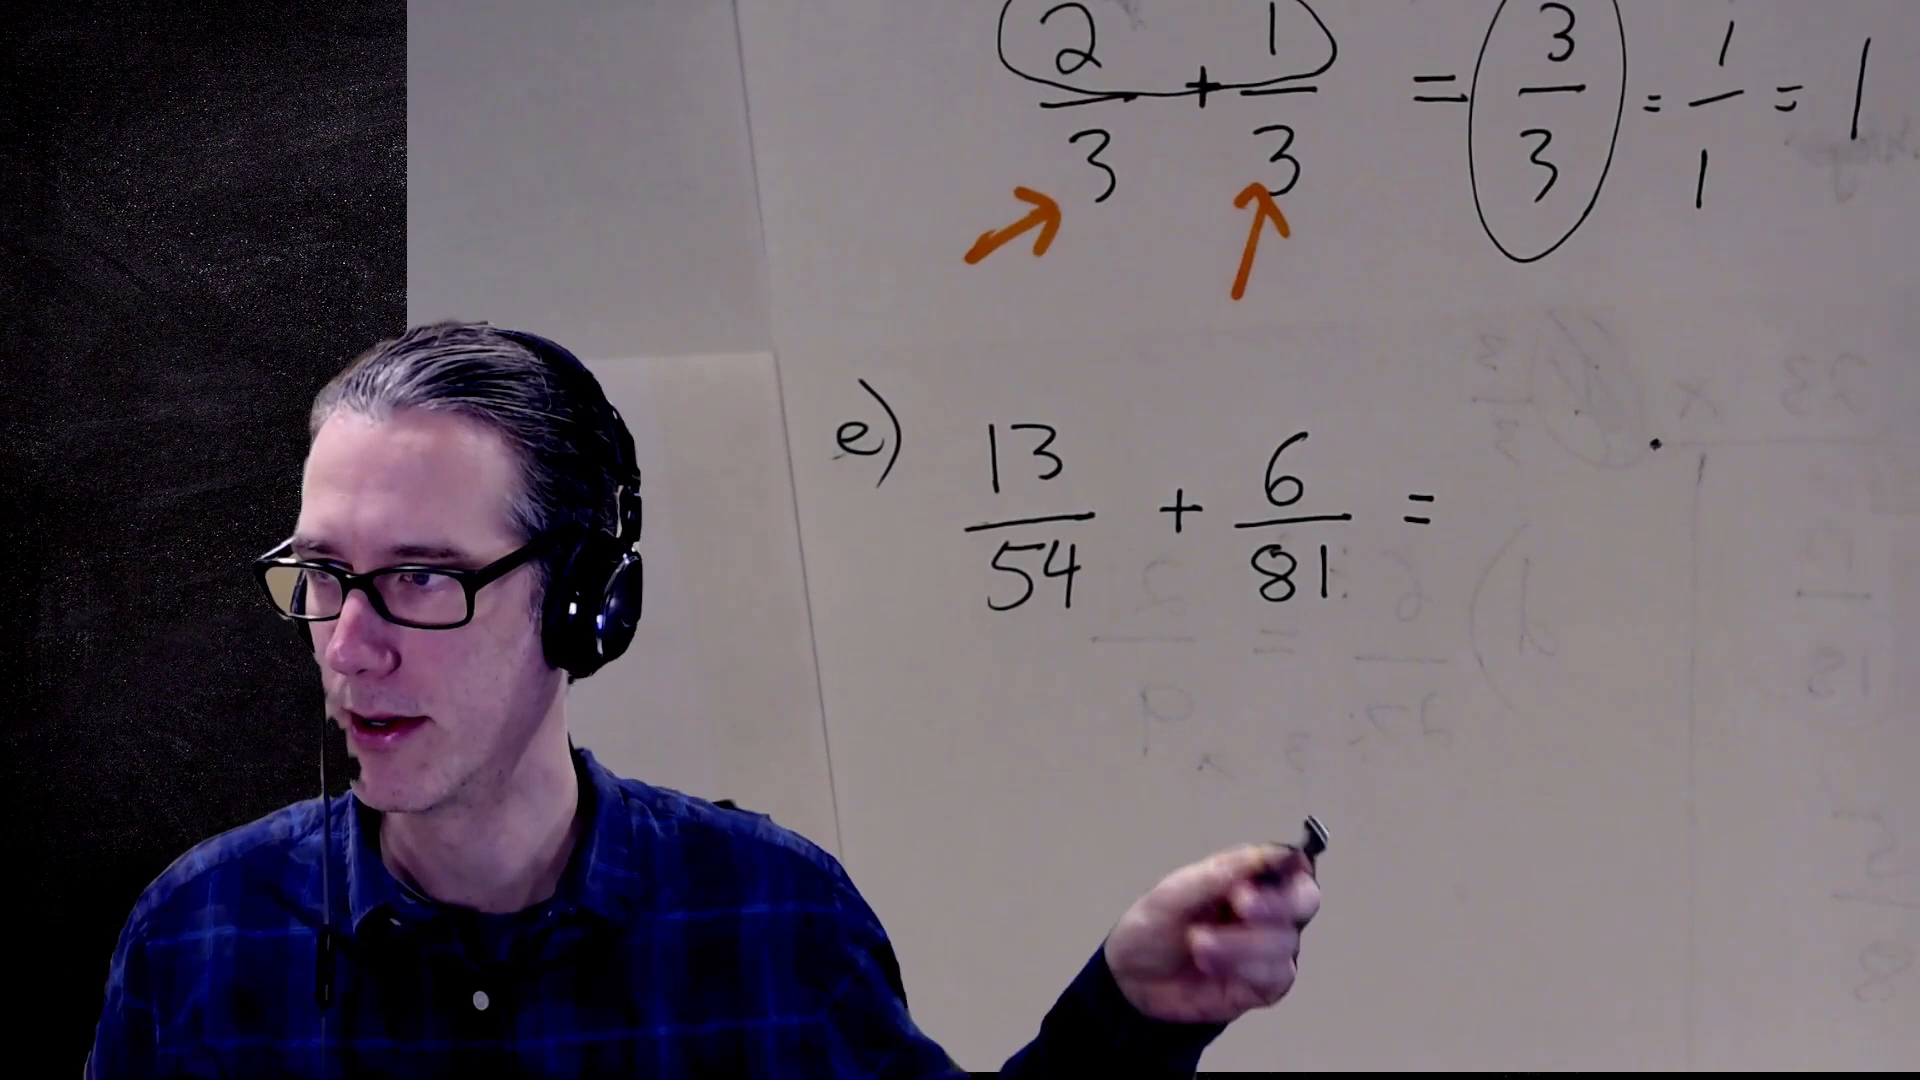 2/3 + 1/3 = 3/3 = 1/1 = 1
e) 13/54 + 6/81 =